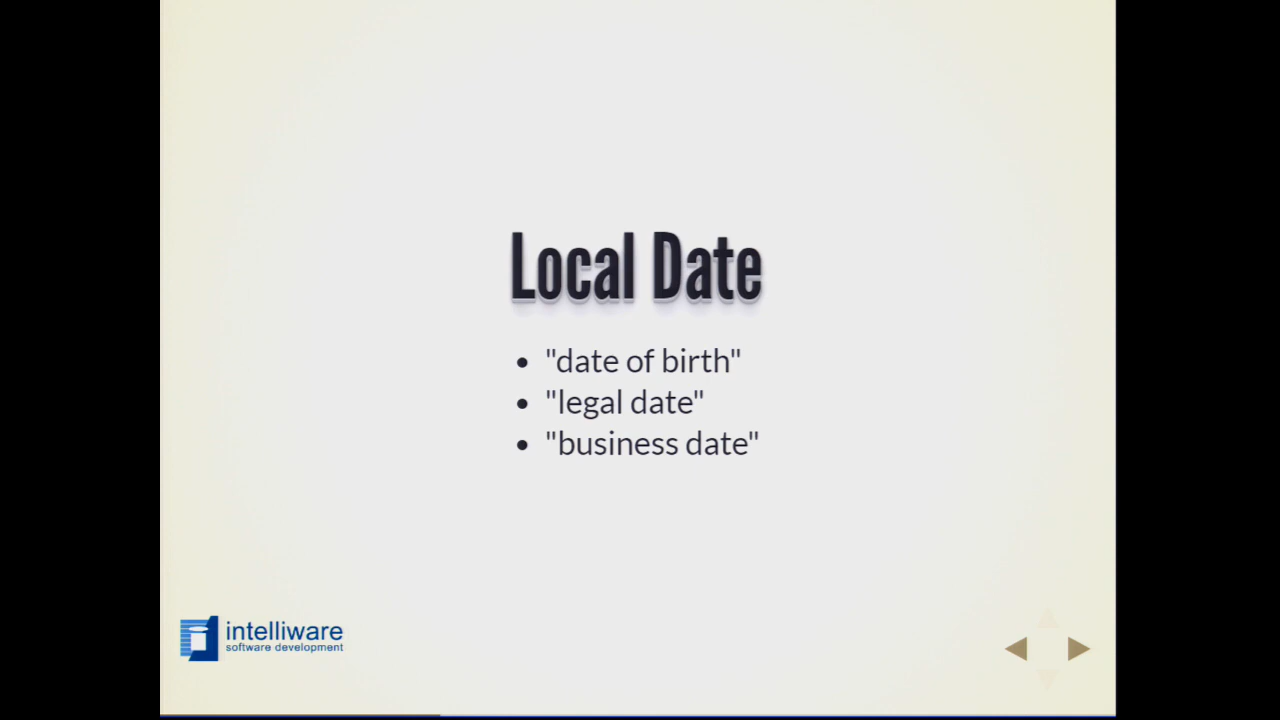 Local Date
• "date of birth"
• "legal date"
• "business date"
intelliware
software development